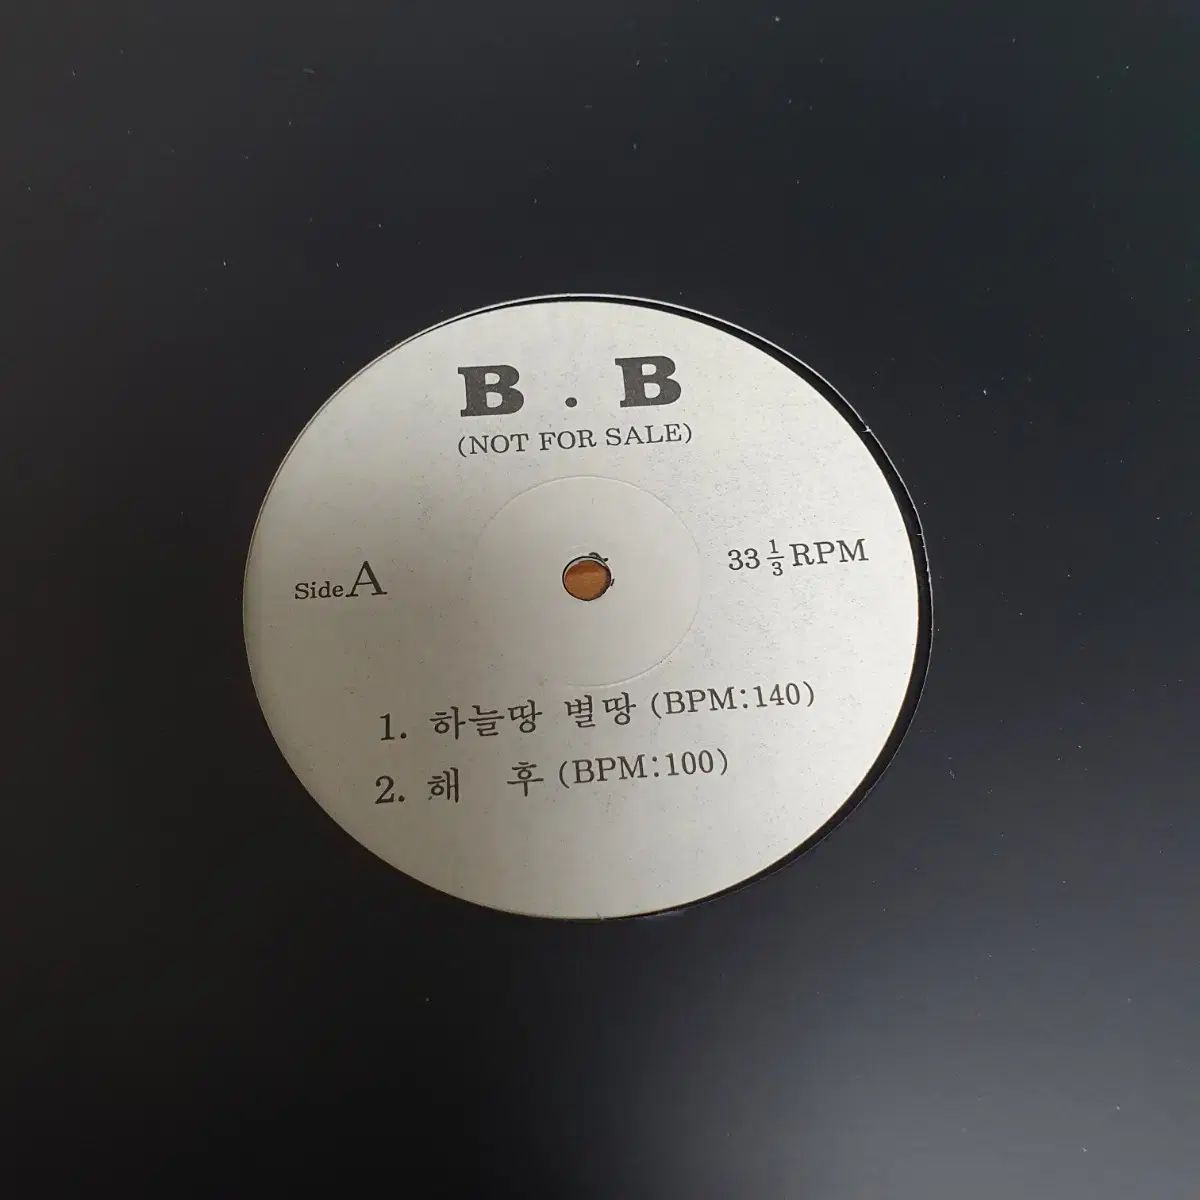 B . B
(NOT FOR SALE)
Side A
33 1/3 RPM
1. 하늘땅 별땅 (BPM:140)
2. 해 후 (BPM:100)